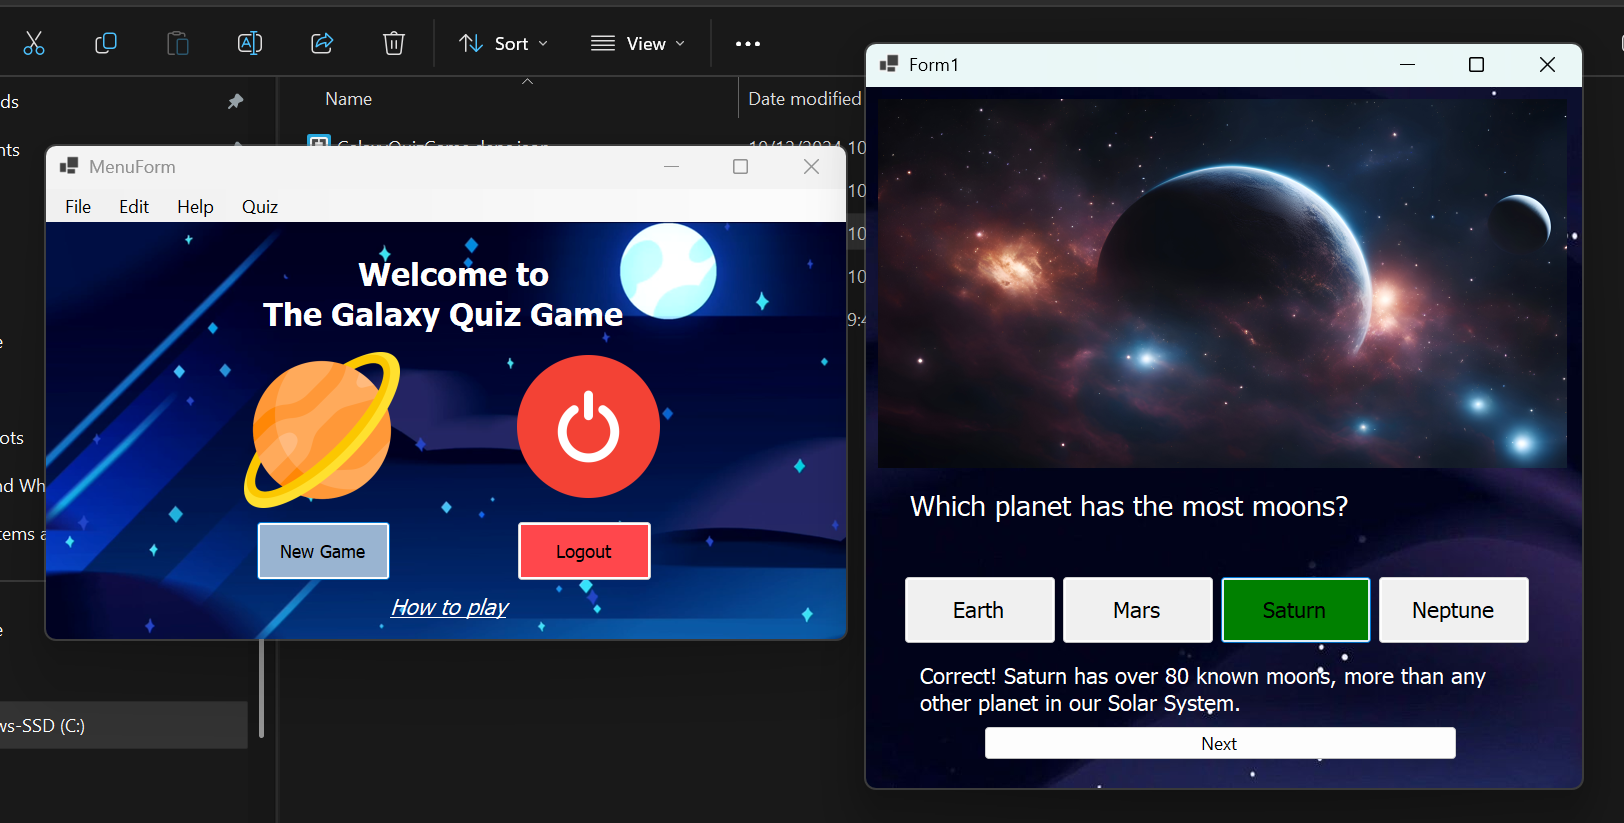 Sort
View
Name
Date modified
ds
nts
ots
nd Wh
tems a
ws-SSD (C:)
10
10
10
10
9:4
MenuForm
File Edit Help Quiz
Welcome to
The Galaxy Quiz Game
New Game
Logout
How to play
Form1
Which planet has the most moons?
Earth
Mars
Saturn
Neptune
Correct! Saturn has over 80 known moons, more than any
other planet in our Solar System.
Next